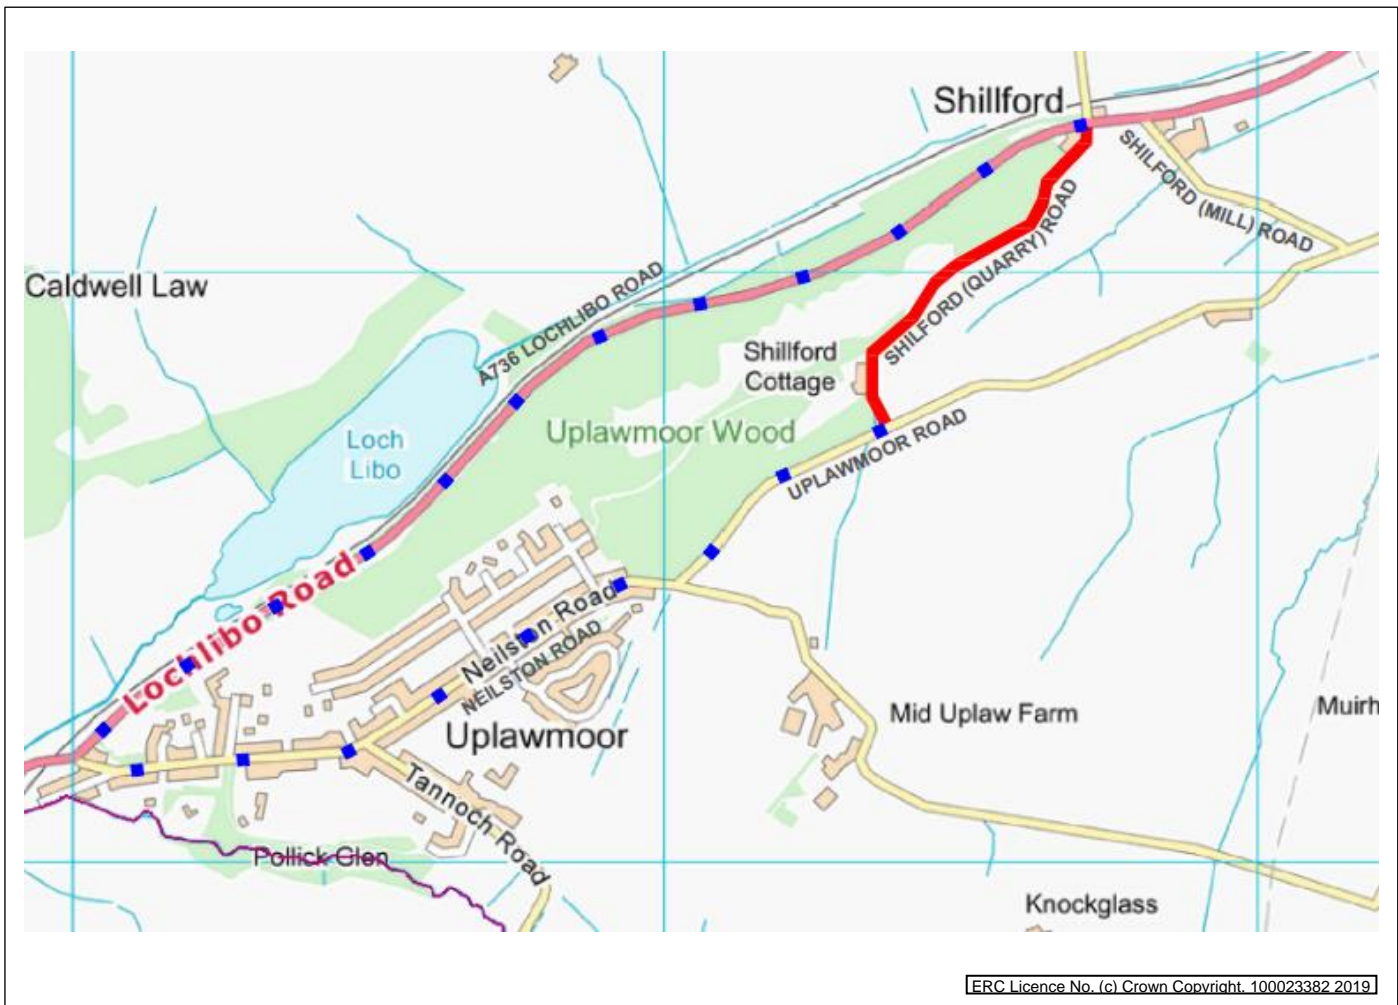 Shillford
SHILFORD (MILL) ROAD
SHILFORD (QUARRY) ROAD
Caldwell Law
A736 LOCHLIBO ROAD
Shillford
Cottage
Loch
Libo
Uplawmoor Wood
UPLAWMOOR ROAD
Lochlibo Road
Neilston Road
NEILSTON ROAD
Uplawmoor
Mid Uplaw Farm
Muirh
Tannoch Road
Pollick Glen
Knockglass
ERC Licence No. (c) Crown Copyright. 100023382 2019